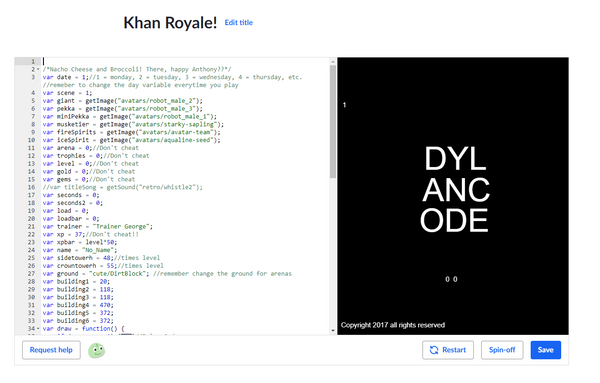 Khan Royale! Edit title
1
2 /*Nacho Cheese and Broccoli! There, happy Anthony??*/
3 var date = 1;//1 = monday, 2 = tuesday, 3 = wednesday, 4 = thursday, etc.
//remeber to change the day variable everytime you play
4 var scene = 1;
5 var giant = getImage("avatars/robot_male_2");
6 var pekka = getImage("avatars/robot_male_3");
7 var miniPekka = getImage("avatars/robot_male_1");
8 var musketier = getImage("avatars/starky-sapling");
9 var fireSpirits = getImage("avatars/avatar-team");
10 var iceSpirit = getImage("avatars/aqualine-seed");
11 var arena = 0;//Don't cheat
12 var trophies = 0;//Don't cheat
13 var level = 0;//Don't cheat
14 var gold = 0;//Don't cheat
15 var gems = 0;//Don't cheat
16 //var titleSong = getSound("retro/whistle2");
17 var seconds = 0;
18 var seconds2 = 0;
19 var load = 0;
20 var loadbar = 0;
21 var trainer = "Trainer George";
22 var xp = 37;//Don't cheat!!
23 var xpbar = level*50;
24 var name = "No_Name";
25 var sidetowerh = 48;//times level
26 var crountowerh = 55;//times level
27 var ground = "cute/DirtBlock"; //remember change the ground for arenas
28 var building1 = 20;
29 var building2 = 118;
30 var building3 = 118;
31 var building4 = 470;
32 var building5 = 372;
33 var building6 = 372;
34 var draw = function() {
1
DYL
ANC
ODE
0 0
Copyright 2017 all rights reserved
Request help
Restart
Spin-off
Save